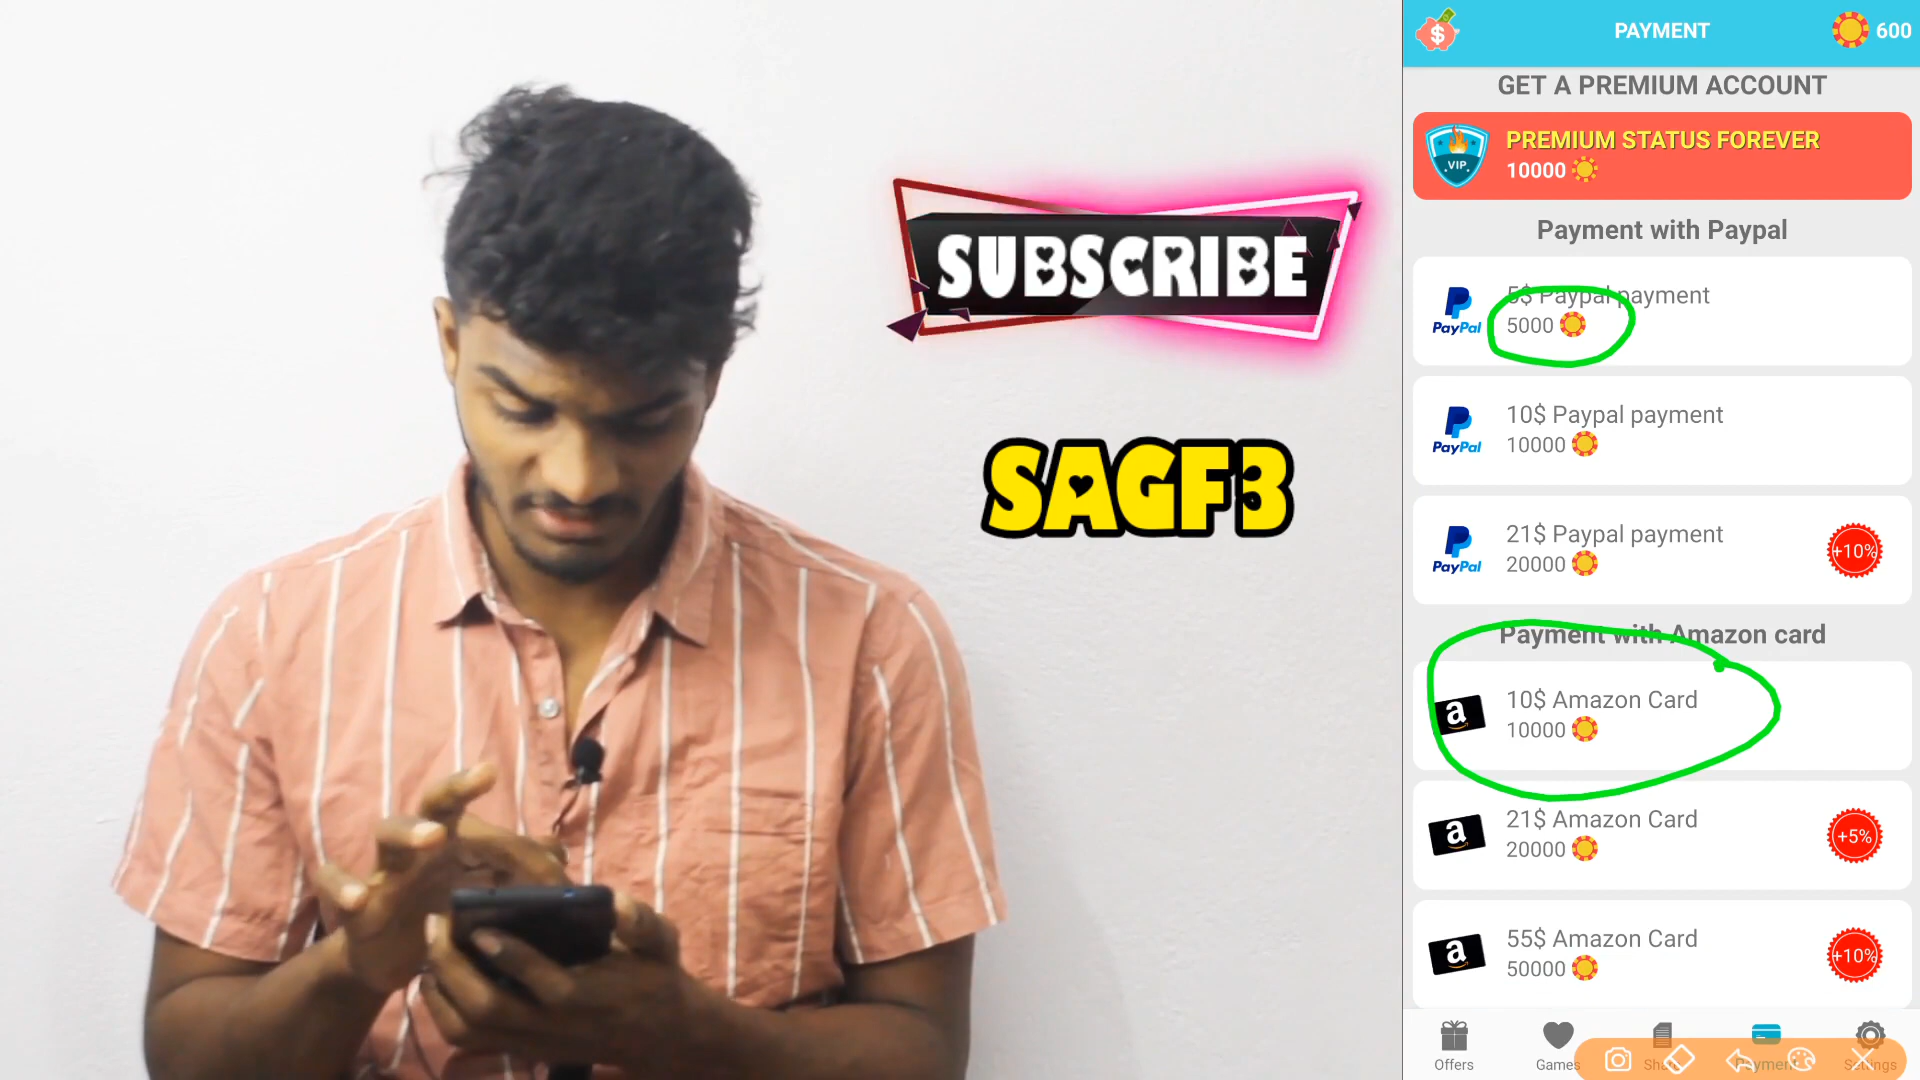 SUBSCRIBE
SAGF3
PAYMENT
600
GET A PREMIUM ACCOUNT
VIP
PREMIUM STATUS FOREVER
10000
Payment with Paypal
PayPal
5$ Paypal payment
5000
PayPal
10$ Paypal payment
10000
PayPal
21$ Paypal payment
20000
+10%
Payment with Amazon card
a
10$ Amazon Card
10000
a
21$ Amazon Card
20000
+5%
a
55$ Amazon Card
50000
+10%
Offers
Games
Payment
Settings